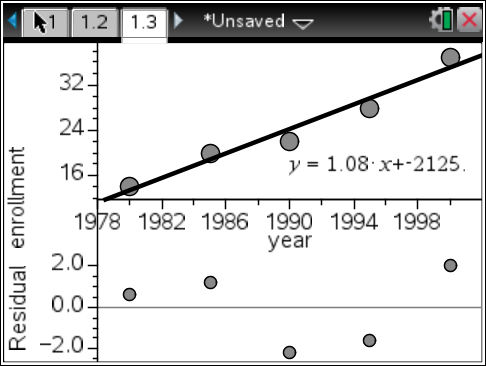 1 1.2 1.3 *Unsaved
enrollment
32
24
16
y = 1.08·x+-2125.
1978 1982 1986 1990 1994 1998
year
Residual
2.0
0.0
-2.0